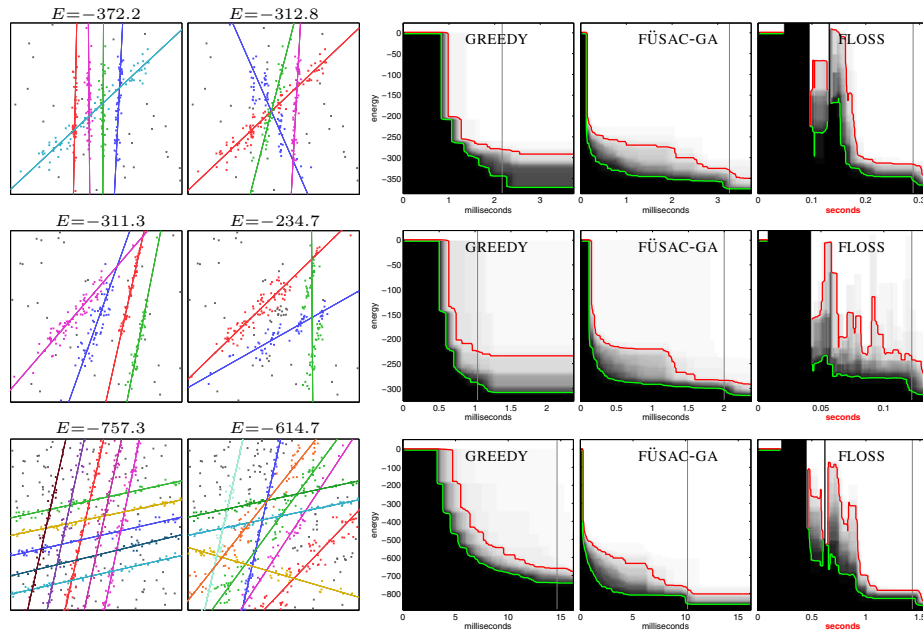 E=−372.2
E=−312.8
GREEDY
FÜSAC-GA
FLOSS
energy
0
−50
−100
−150
−200
−250
−300
−350
0 1 2 3
milliseconds
0 1 2 3
milliseconds
0 0.1 0.2 0.3
seconds
E=−311.3
E=−234.7
GREEDY
FÜSAC-GA
FLOSS
energy
0
−50
−100
−150
−200
−250
−300
0 0.5 1 1.5 2
milliseconds
0 0.5 1 1.5 2
milliseconds
0 0.05 0.1
seconds
E=−757.3
E=−614.7
GREEDY
FÜSAC-GA
FLOSS
energy
0
−100
−200
−300
−400
−500
−600
−700
−800
0 5 10 15
milliseconds
0 5 10 15
milliseconds
0 0.5 1 1.5
seconds